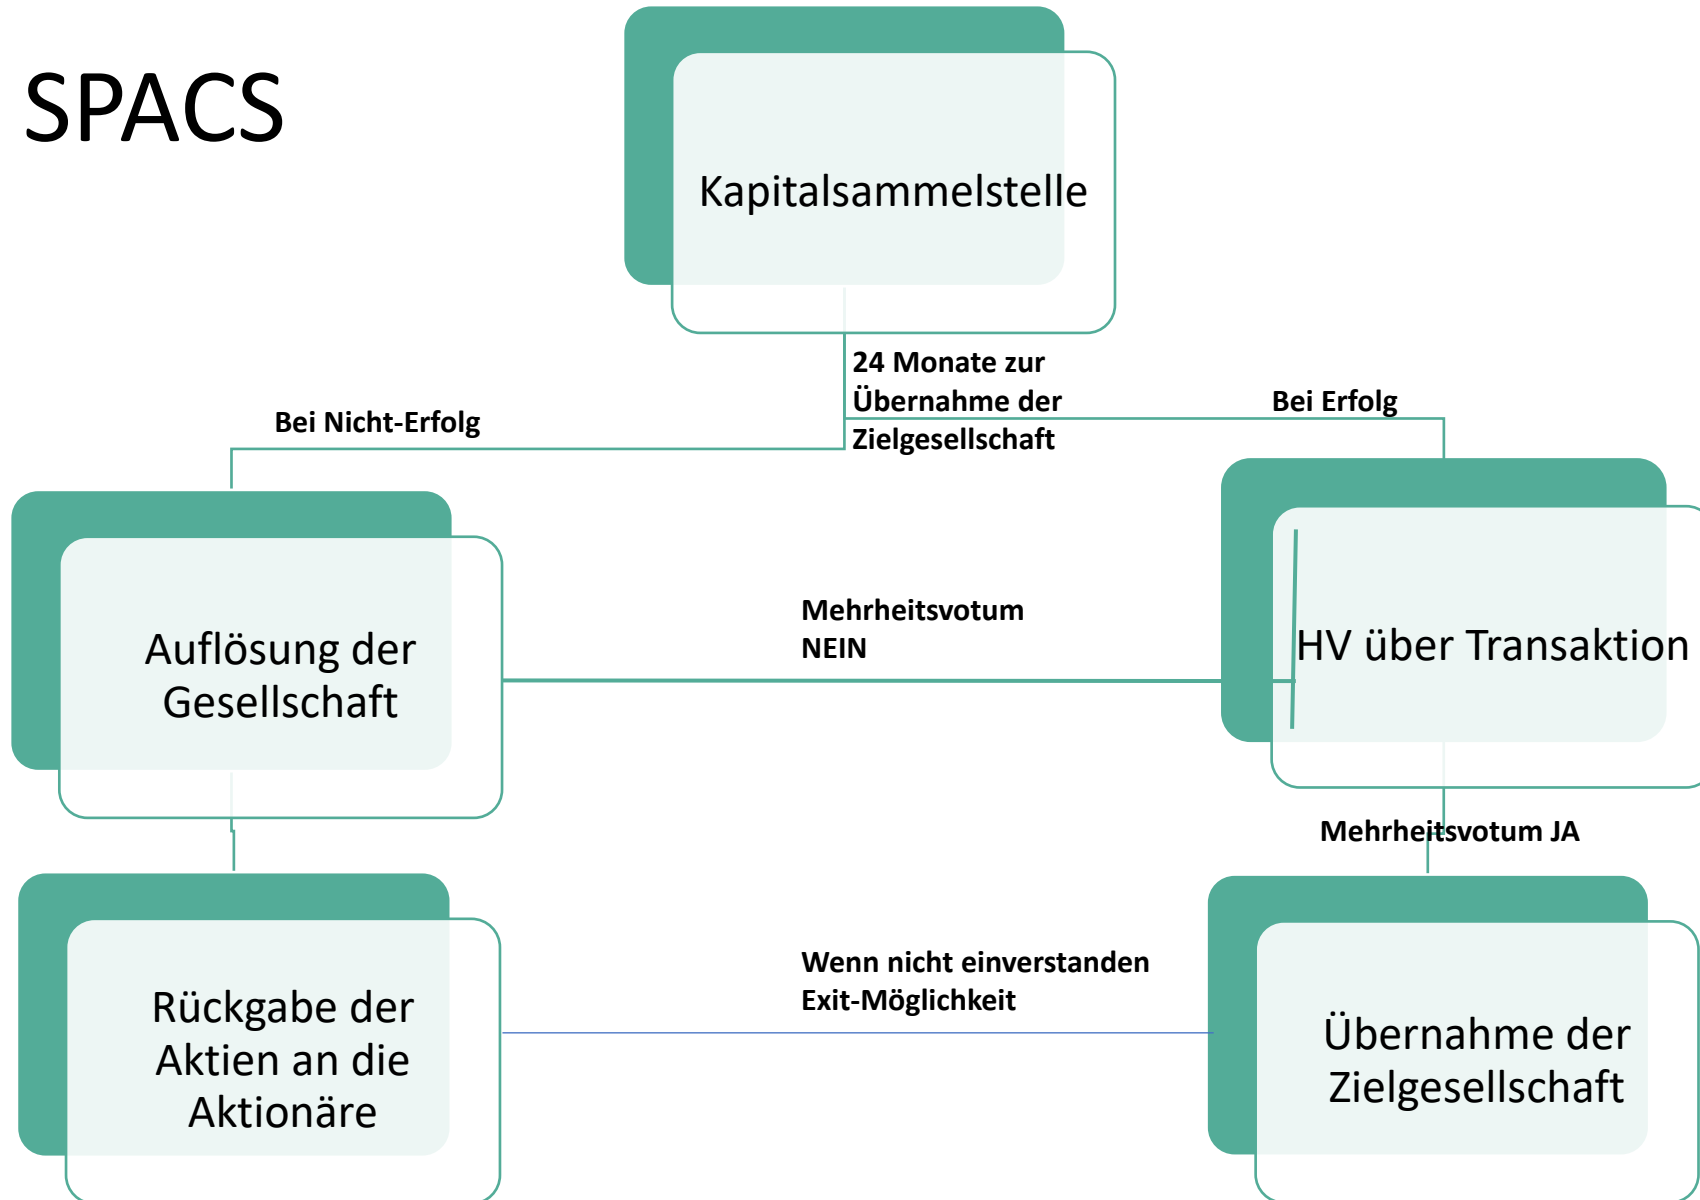 SPACS
Kapitalsammelstelle
24 Monate zur
Übernahme der
Zielgesellschaft
Bei Nicht-Erfolg
Bei Erfolg
Auflösung der
Gesellschaft
Mehrheitsvotum
NEIN
HV über Transaktion
Mehrheitsvotum JA
Rückgabe der
Aktien an die
Aktionäre
Wenn nicht einverstanden
Exit-Möglichkeit
Übernahme der
Zielgesellschaft